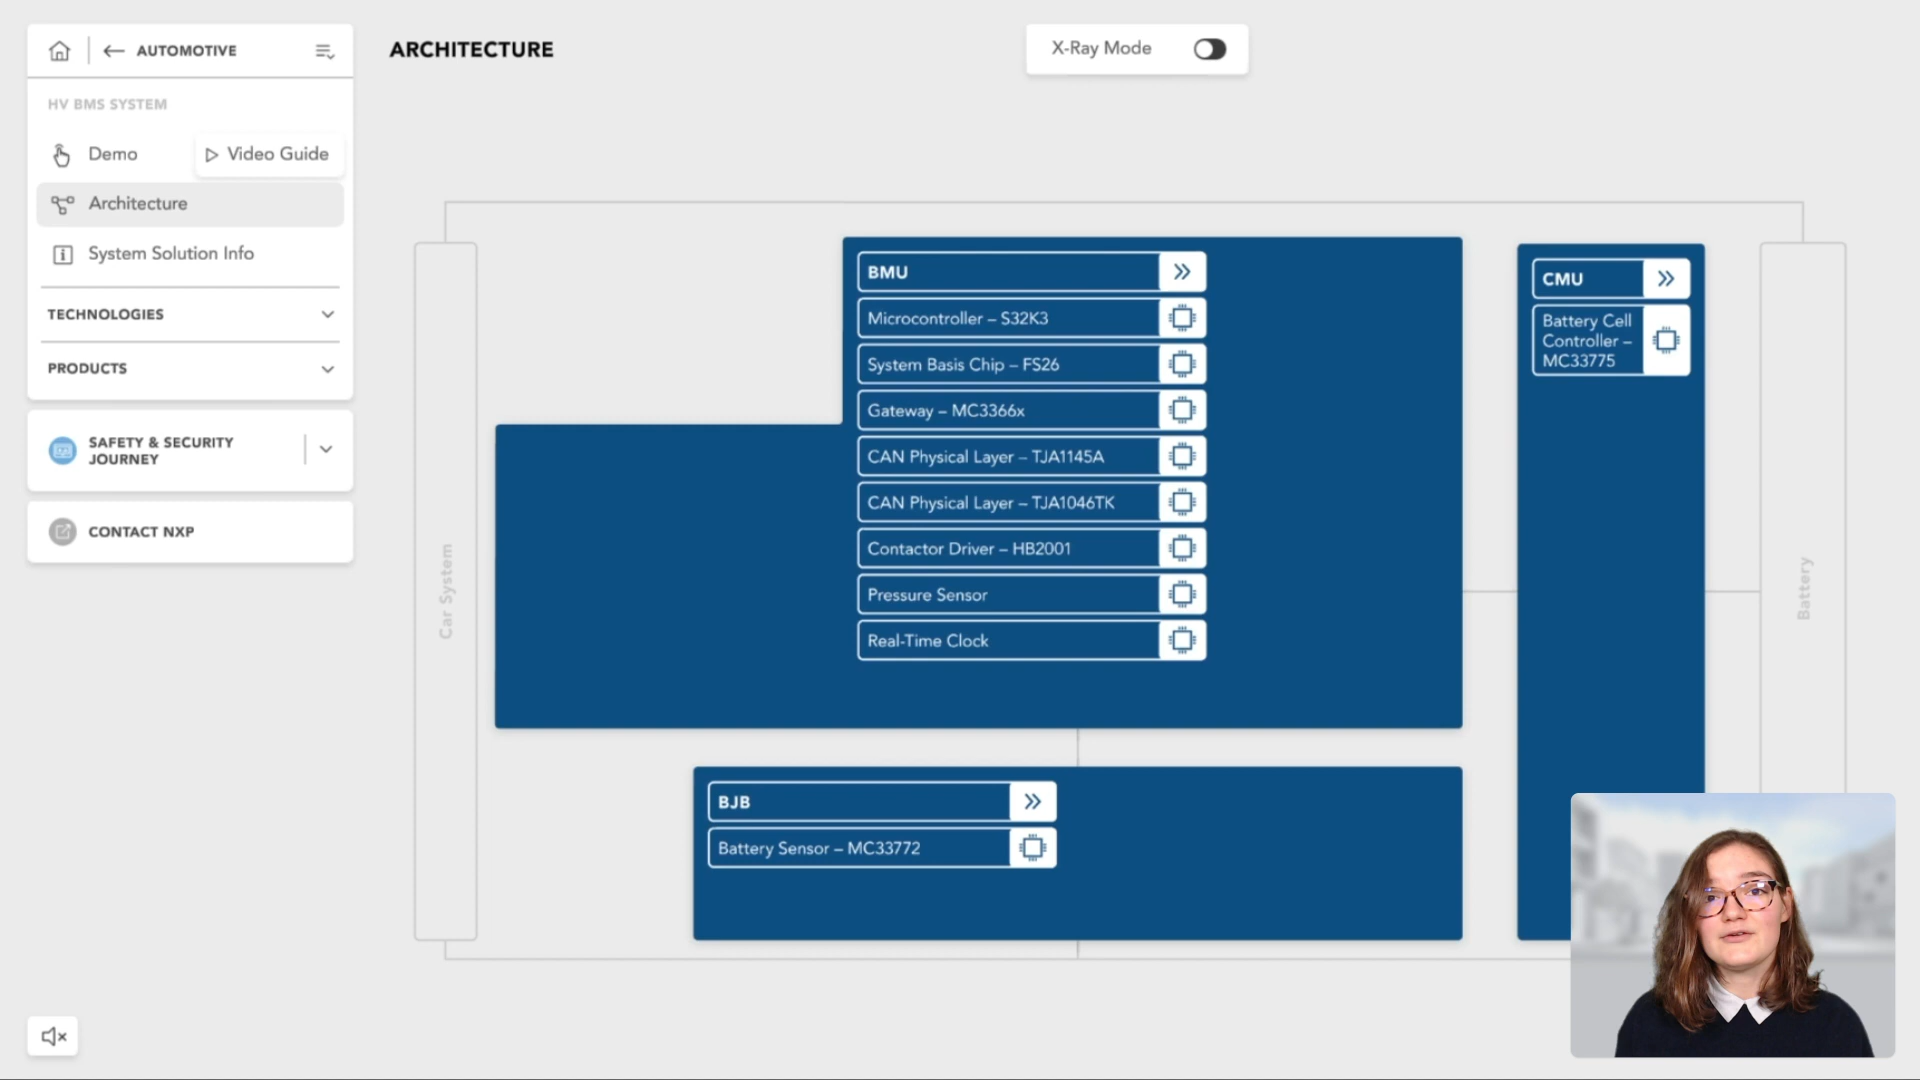 AUTOMOTIVE
ARCHITECTURE
X-Ray Mode
HV BMS SYSTEM
Demo
Video Guide
Architecture
System Solution Info
TECHNOLOGIES
PRODUCTS
SAFETY & SECURITY
JOURNEY
CONTACT NXP
Car System
BMU
Microcontroller – S32K3
System Basis Chip – FS26
Gateway – MC3366x
CAN Physical Layer – TJA1145A
CAN Physical Layer – TJA1046TK
Contactor Driver – HB2001
Pressure Sensor
Real-Time Clock
BJB
Battery Sensor – MC33772
CMU
Battery Cell
Controller –
MC33775
Battery